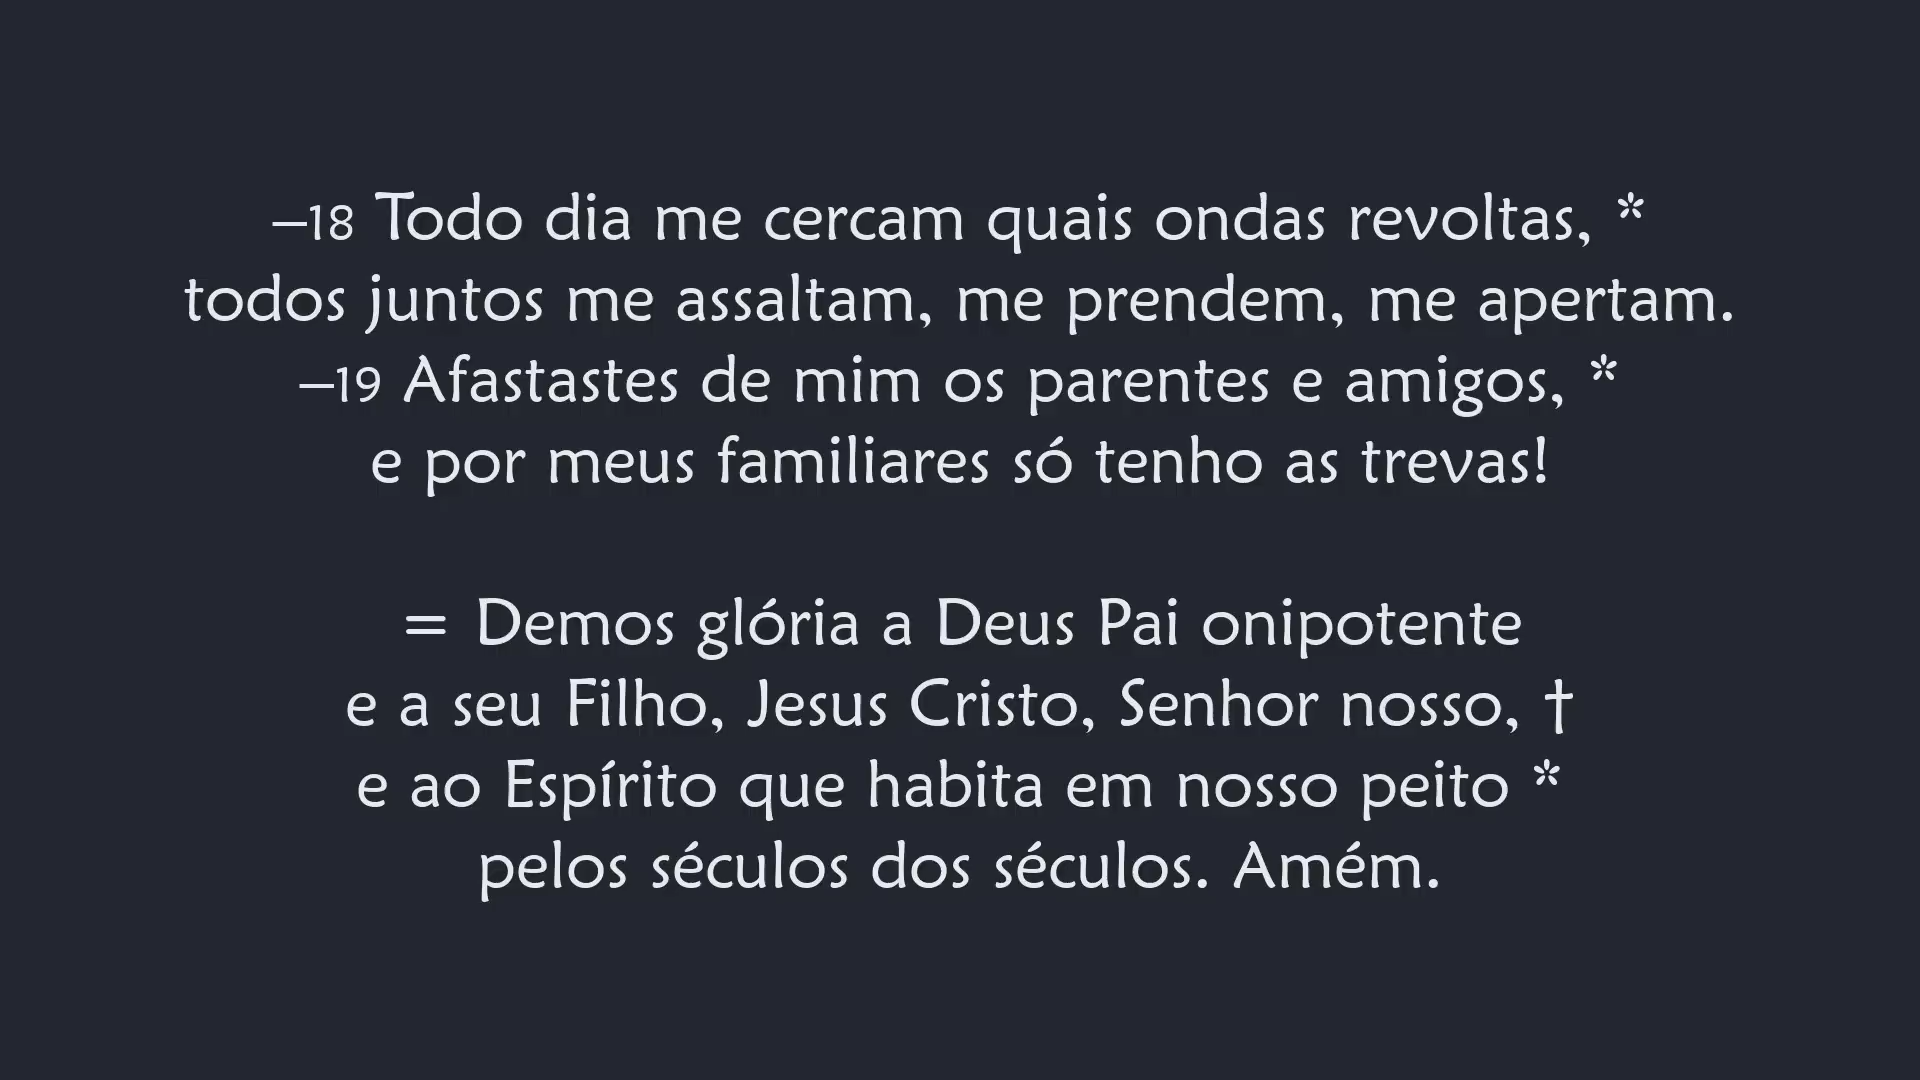 –18 Todo dia me cercam quais ondas revoltas, *
todos juntos me assaltam, me prendem, me apertam.
–19 Afastastes de mim os parentes e amigos, *
e por meus familiares só tenho as trevas!
= Demos glória a Deus Pai onipotente
e a seu Filho, Jesus Cristo, Senhor nosso, †
e ao Espírito que habita em nosso peito *
pelos séculos dos séculos. Amém.